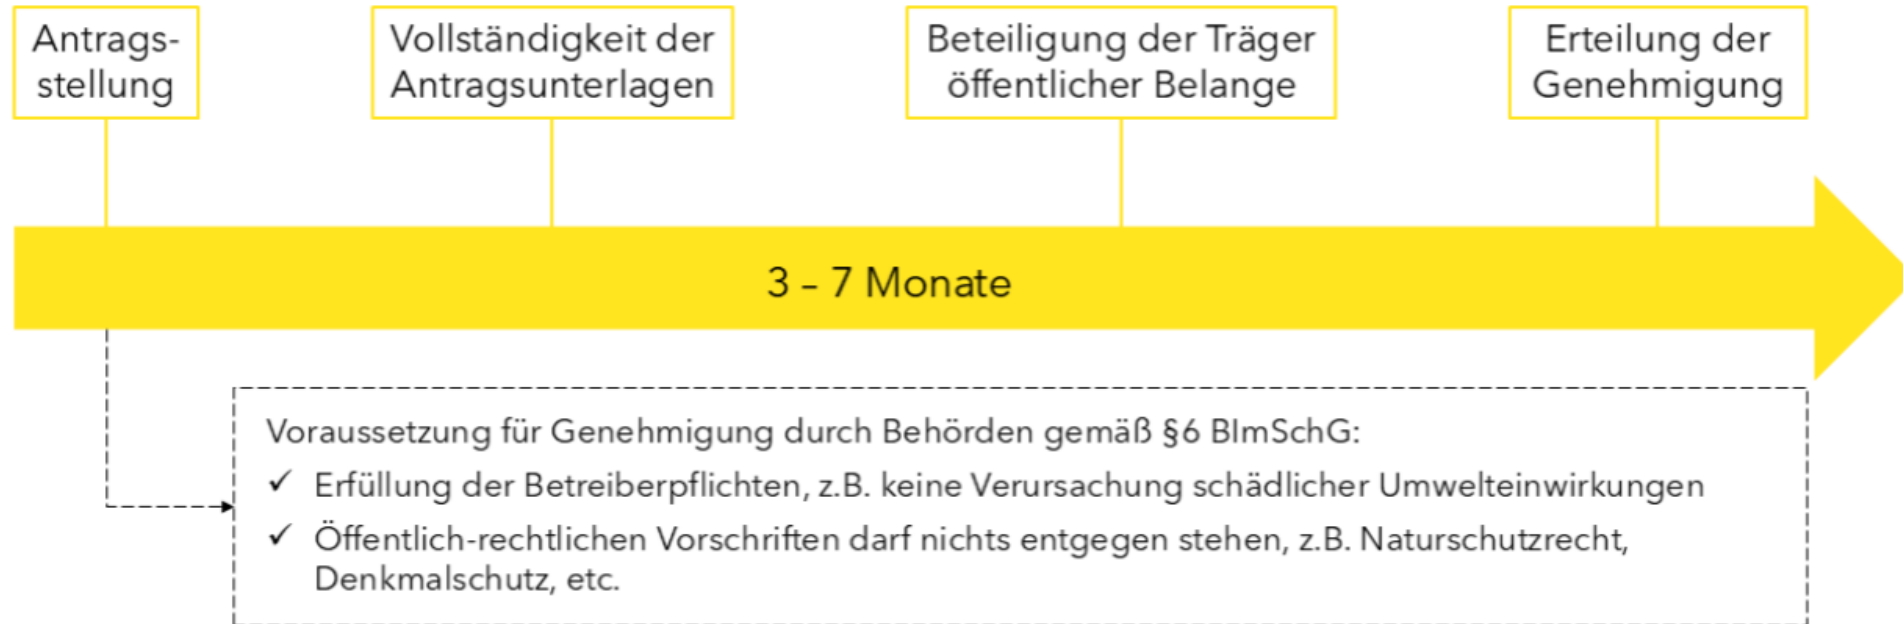 Antrags-
stellung
Vollständigkeit der
Antragsunterlagen
Beteiligung der Träger
öffentlicher Belange
Erteilung der
Genehmigung
3 – 7 Monate
Voraussetzung für Genehmigung durch Behörden gemäß §6 BImSchG:
✓ Erfüllung der Betreiberpflichten, z.B. keine Verursachung schädlicher Umwelteinwirkungen
✓ Öffentlich-rechtlichen Vorschriften darf nichts entgegen stehen, z.B. Naturschutzrecht,
Denkmalschutz, etc.